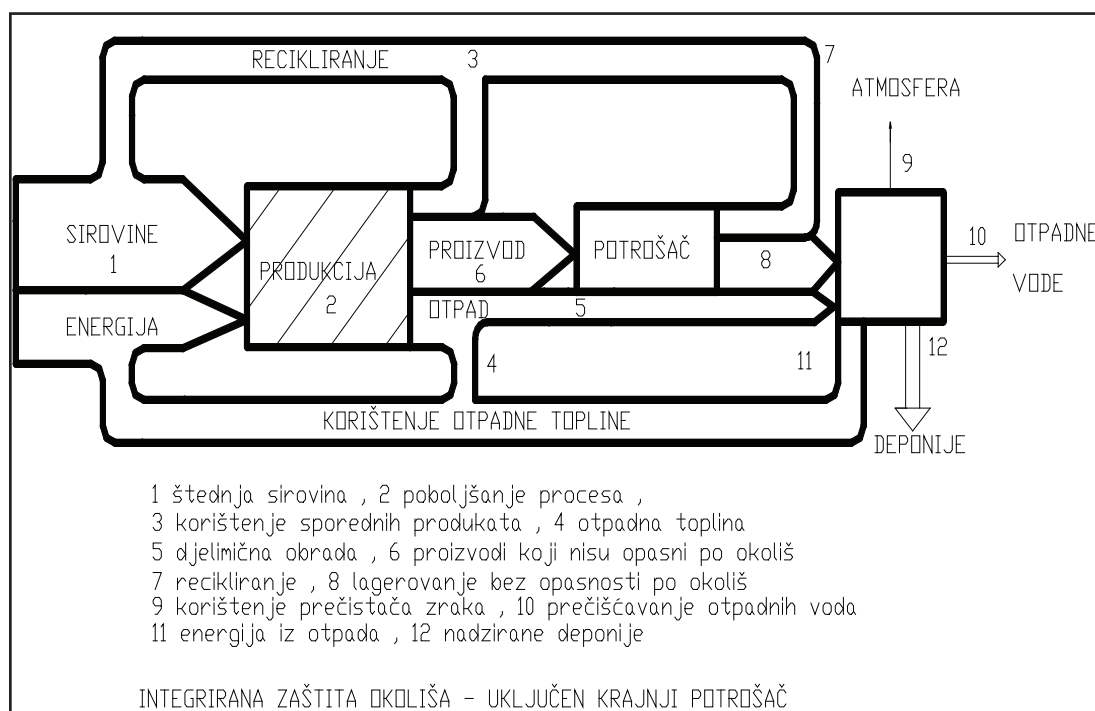 RECIKLIRANJE 3 7
ATMOSFERA
9
SIROVINE
1
PRODUKCIJA
2
PROIZVOD
6
POTROŠAČ
8
10 OTPADNE
VODE
ENERGIJA
OTPAD 5
4
11
12
KORIŠTENJE OTPADNE TOPLINE
DEPONIJE
1 štednja sirovina , 2 poboljšanje procesa ,
3 korištenje sporednih produkata , 4 otpadna toplina
5 djelimična obrada , 6 proizvodi koji nisu opasni po okoliš
7 recikliranje , 8 lagerovanje bez opasnosti po okoliš
9 korištenje prečistača zraka , 10 prečišćavanje otpadnih voda
11 energija iz otpada , 12 nadzirane deponije
INTEGRIRANA ZAŠTITA OKOLIŠA - UKLJUČEN KRAJNJI POTROŠAČ